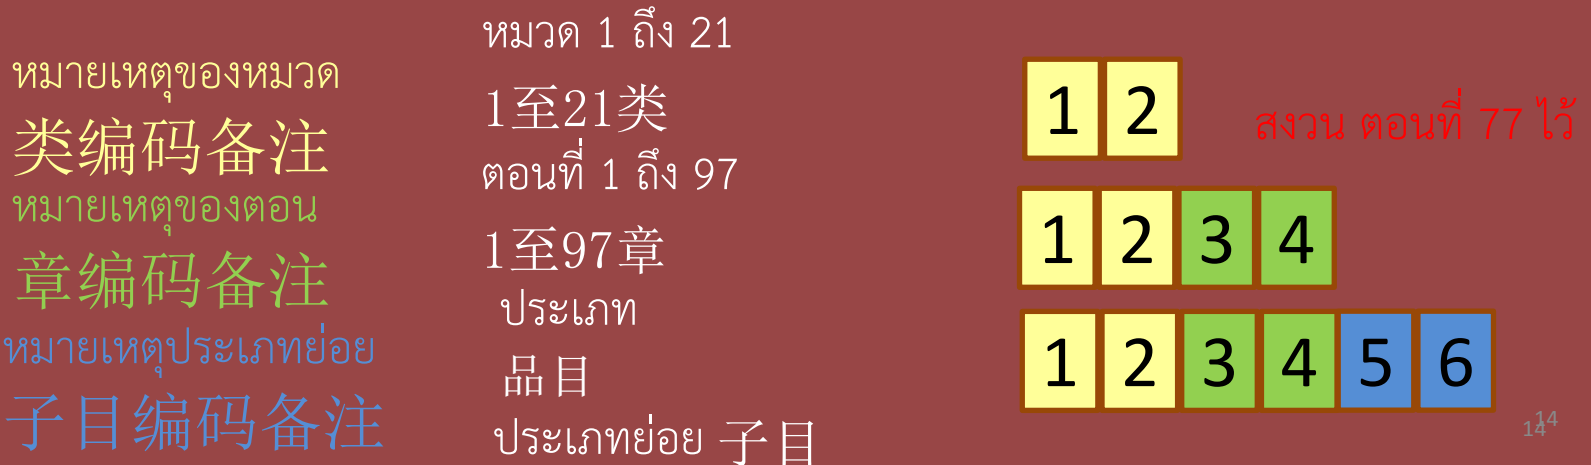 หมายเหตุของหมวด
类编码备注
หมายเหตุของตอน
章编码备注
หมายเหตุประเภทย่อย
子目编码备注
หมวด 1 ถึง 21
1至21类
ตอนที่ 1 ถึง 97
1至97章
ประเภท
品目
ประเภทย่อย 子目
1 2
สงวน ตอนที่ 77 ไว้
1 2 3 4
1 2 3 4 5 6
14
14